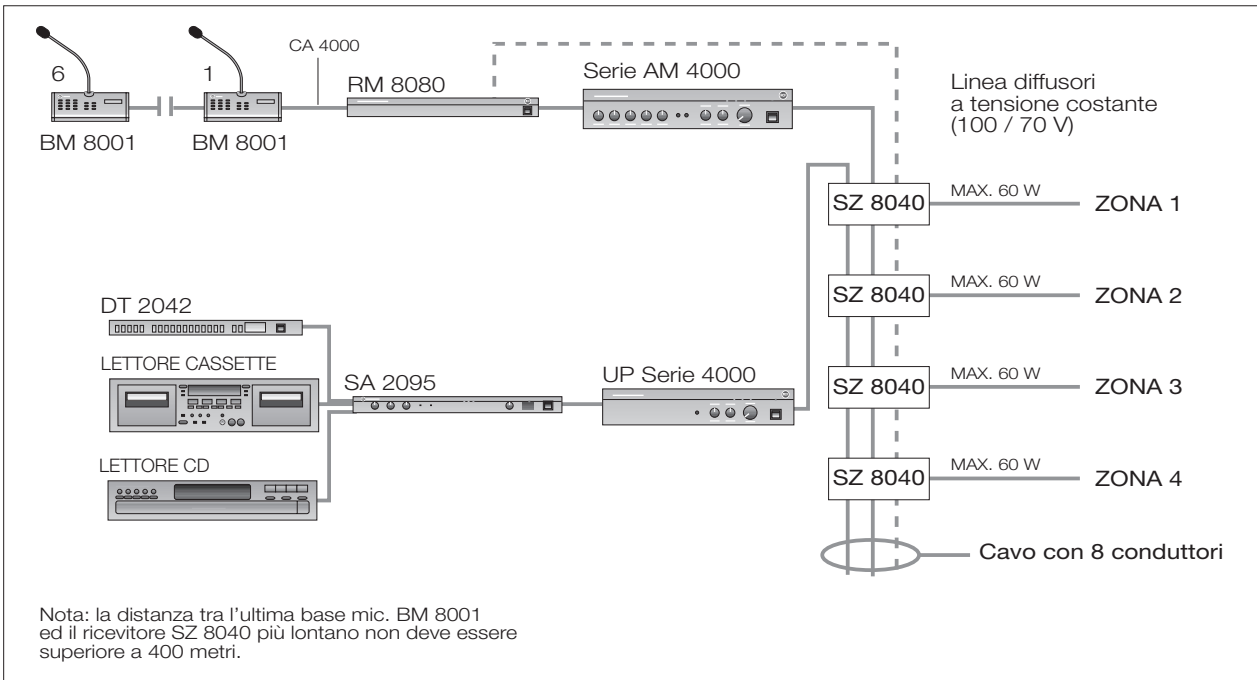 6
1
CA 4000
RM 8080
Serie AM 4000
BM 8001
BM 8001
Linea diffusori
a tensione costante
(100 / 70 V)
SZ 8040
MAX. 60 W
ZONA 1
SZ 8040
MAX. 60 W
ZONA 2
DT 2042
LETTORE CASSETTE
SA 2095
UP Serie 4000
SZ 8040
MAX. 60 W
ZONA 3
LETTORE CD
SZ 8040
MAX. 60 W
ZONA 4
Cavo con 8 conduttori
Nota: la distanza tra l'ultima base mic. BM 8001
ed il ricevitore SZ 8040 più lontano non deve essere
superiore a 400 metri.